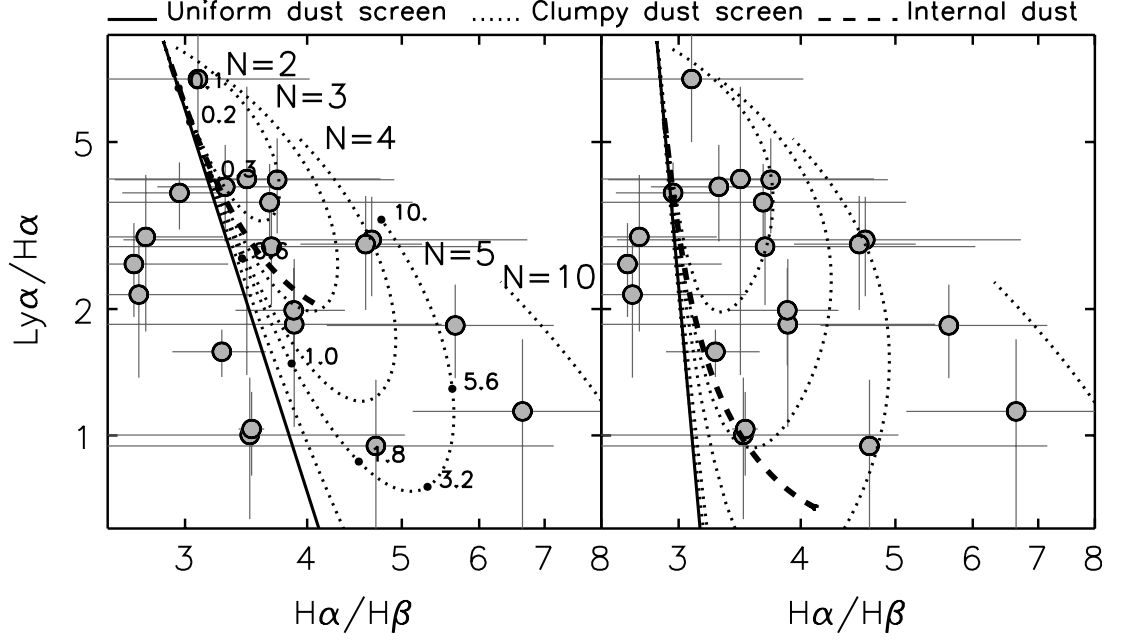 Uniform dust screen Clumpy dust screen Internal dust
N=2
0.1
N=3
0.2
N=4
5
0.3
10.
N=5
0.6
N=10
2
1.0
5.6
1
1.8
3.2
3 4 5 6 7 8 3 4 5 6 7 8
Lyα/Hα
Hα/Hβ Hα/Hβ